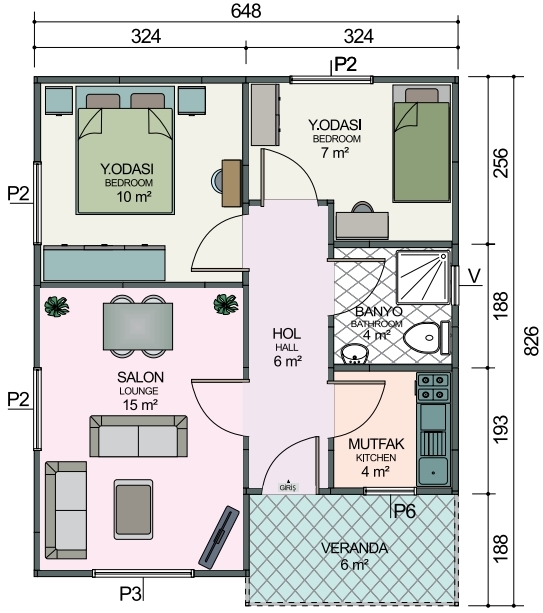 648
324
324
P2
Y.ODASI
BEDROOM
7 m²
Y.ODASI
BEDROOM
10 m²
P2
256
V
BANYO
BATHROOM
4 m²
188
826
HOL
HALL
6 m²
SALON
LOUNGE
15 m²
P2
MUTFAK
KITCHEN
4 m²
193
GİRİŞ
P6
VERANDA
6 m²
188
P3